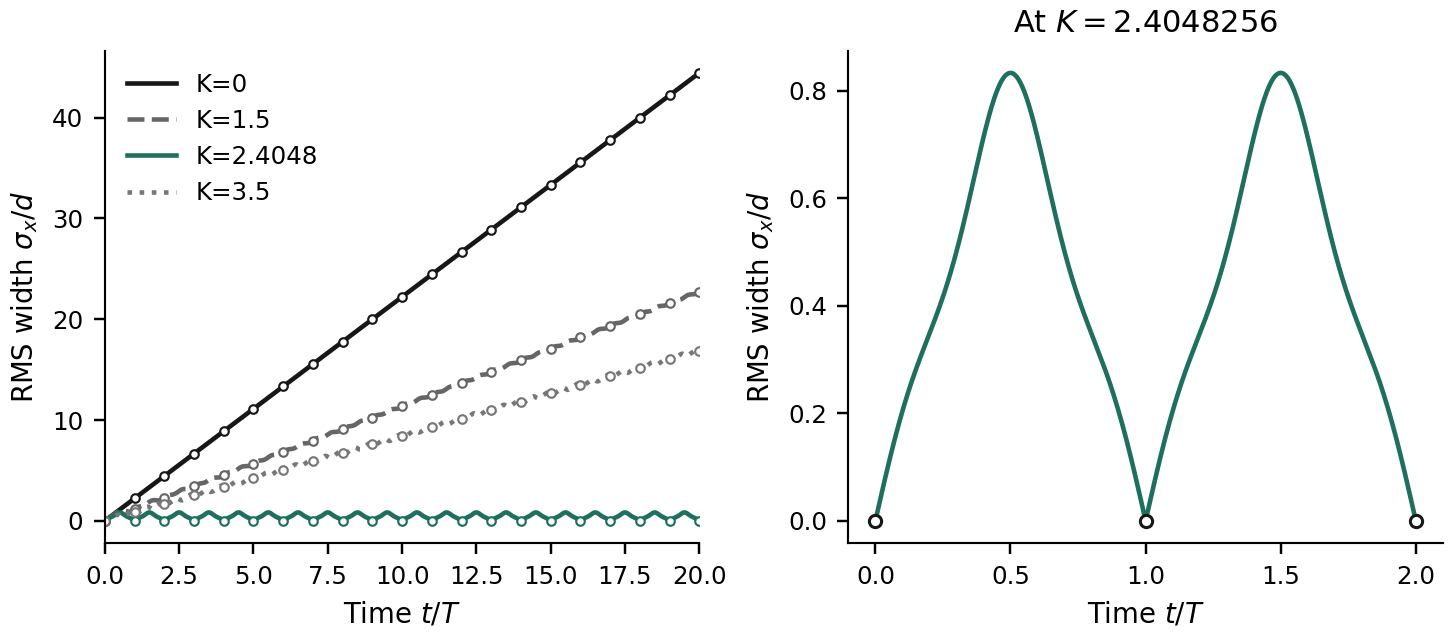 At K = 2.4048256
K=0
K=1.5
K=2.4048
K=3.5
RMS width σₓ/d
40
30
20
10
0
0.0 2.5 5.0 7.5 10.0 12.5 15.0 17.5 20.0
Time t/T
RMS width σₓ/d
0.8
0.6
0.4
0.2
0.0
0.0 0.5 1.0 1.5 2.0
Time t/T